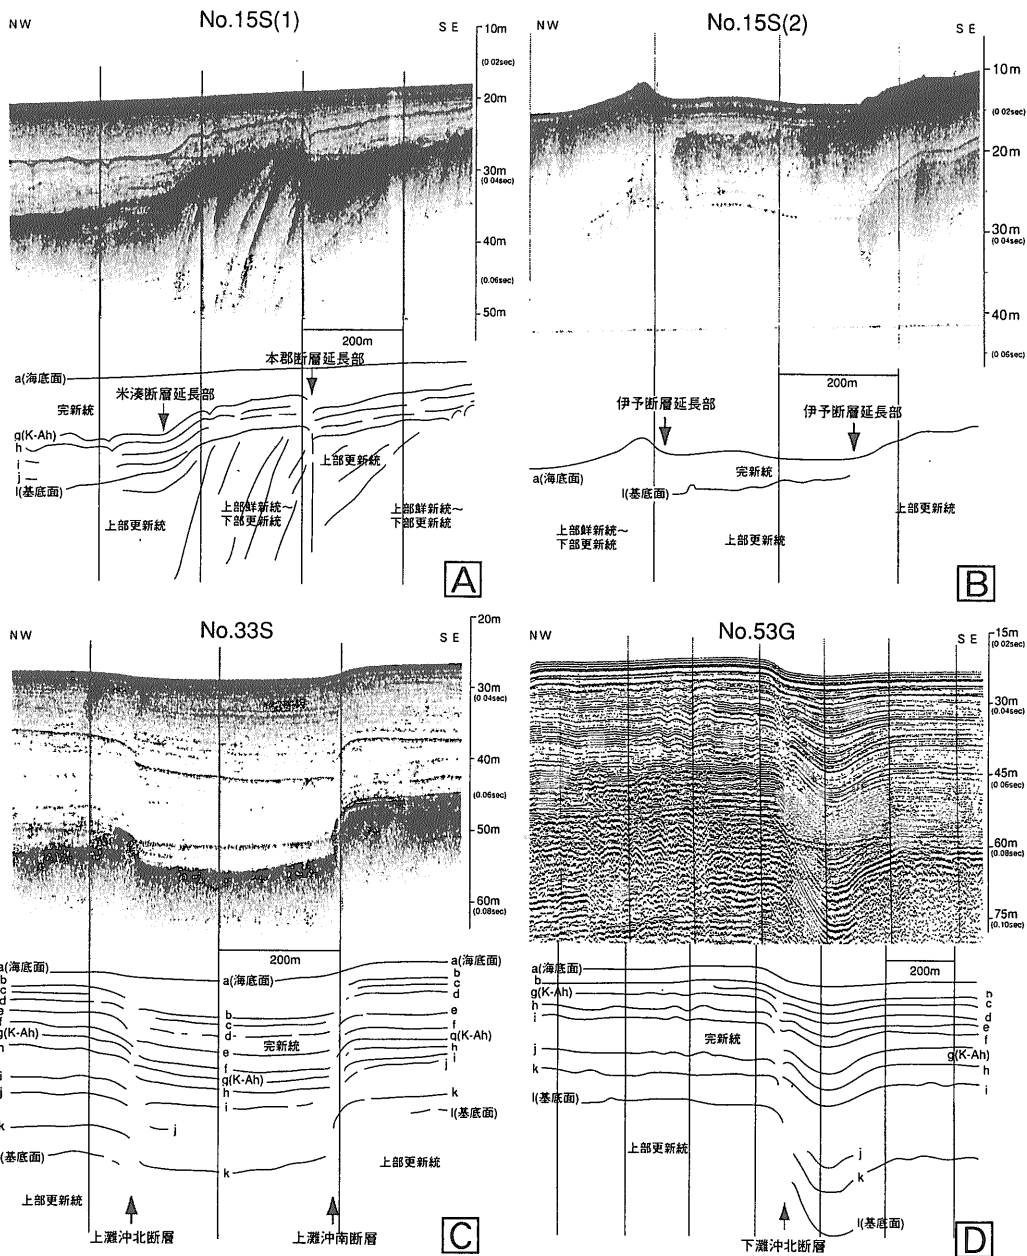 No.15S(1)
NW
SE
10m
(0 02sec)
20m
30m
(0 04sec)
40m
(0.06sec)
50m
200m
本郡断層延長部
a(海底面)
米湊断層延長部
完新統
g(K-Ah)
h
i
j
l(基底面)
上部更新統
上部鮮新統~
下部更新統
上部更新統
上部鮮新統~
下部更新統
A
No.15S(2)
NW
SE
10m
(0 02sec)
20m
30m
(0 04sec)
40m
(0 06sec)
200m
伊予断層延長部
伊予断層延長部
a(海底面)
完新統
l(基底面)
上部鮮新統~
下部更新統
上部更新統
上部更新統
B
No.33S
NW
SE
20m
30m
(0.04sec)
40m
(0.06sec)
50m
60m
(0.08sec)
200m
a(海底面)
b
c
d
e
f
g(K-Ah)
h
i
j
k
(基底面)
上部更新統
a(海底面)
b
c
d
完新統
e
f
g(K-Ah)
h
i
j
k
a(海底面)
b
c
d
e
f
g(K-Ah)
h
i
j
k
l(基底面)
上部更新統
上灘沖北断層
上灘沖南断層
C
No.53G
NW
SE
15m
(0 02sec)
30m
(0.04sec)
45m
(0 06sec)
60m
(0.08sec)
75m
(0.10sec)
200m
a(海底面)
b
g(K-Ah)
h
i
j
k
l(基底面)
完新統
上部更新統
b
c
d
e
f
g(K-Ah)
h
i
j
k
l(基底面)
下灘沖北断層
D